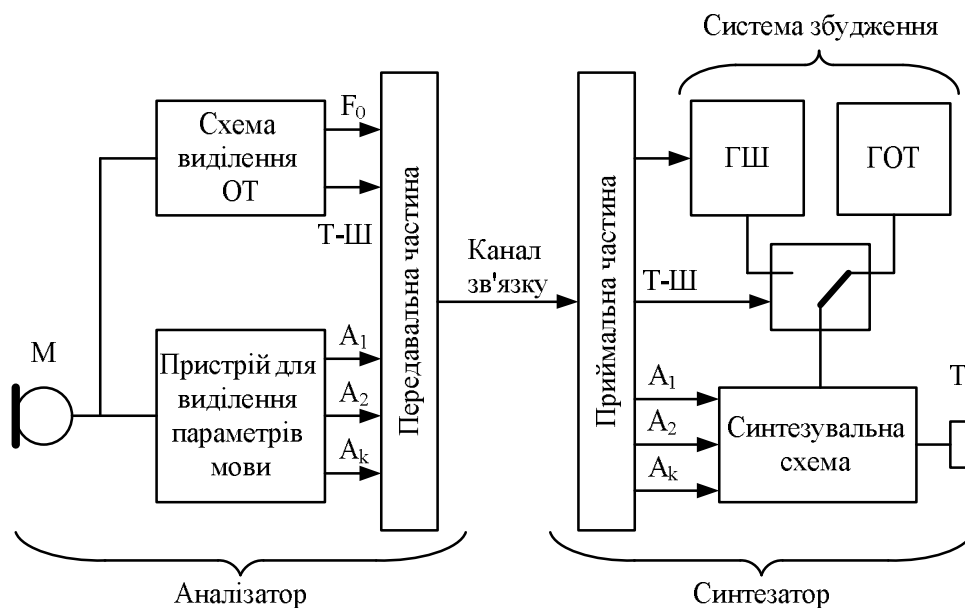 Система збудження
Схема
виділення
ОТ
F0
Т-Ш
Передавальна частина
Канал
зв'язку
Приймальна частина
ГШ
ГОТ
Т-Ш
М
Пристрій для
виділення
параметрів
мови
A1
A2
Ak
A1
A2
Ak
Синтезувальна
схема
Т
Аналізатор
Синтезатор